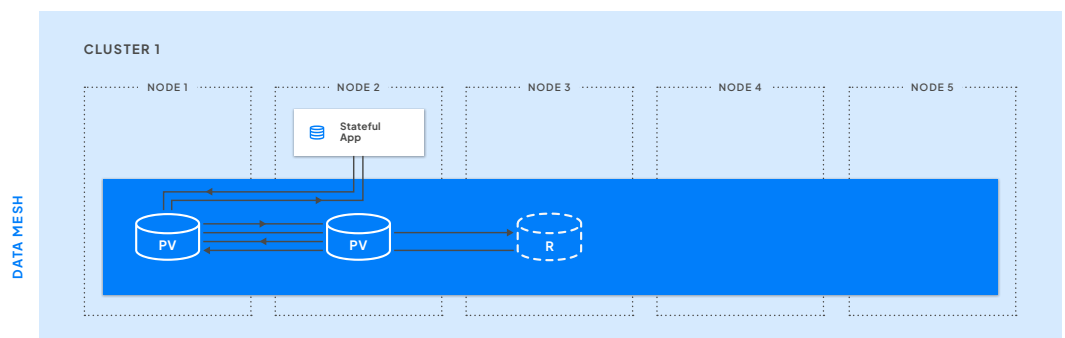 CLUSTER 1
NODE 1
NODE 2
NODE 3
NODE 4
NODE 5
Stateful
App
DATA MESH
PV
PV
R